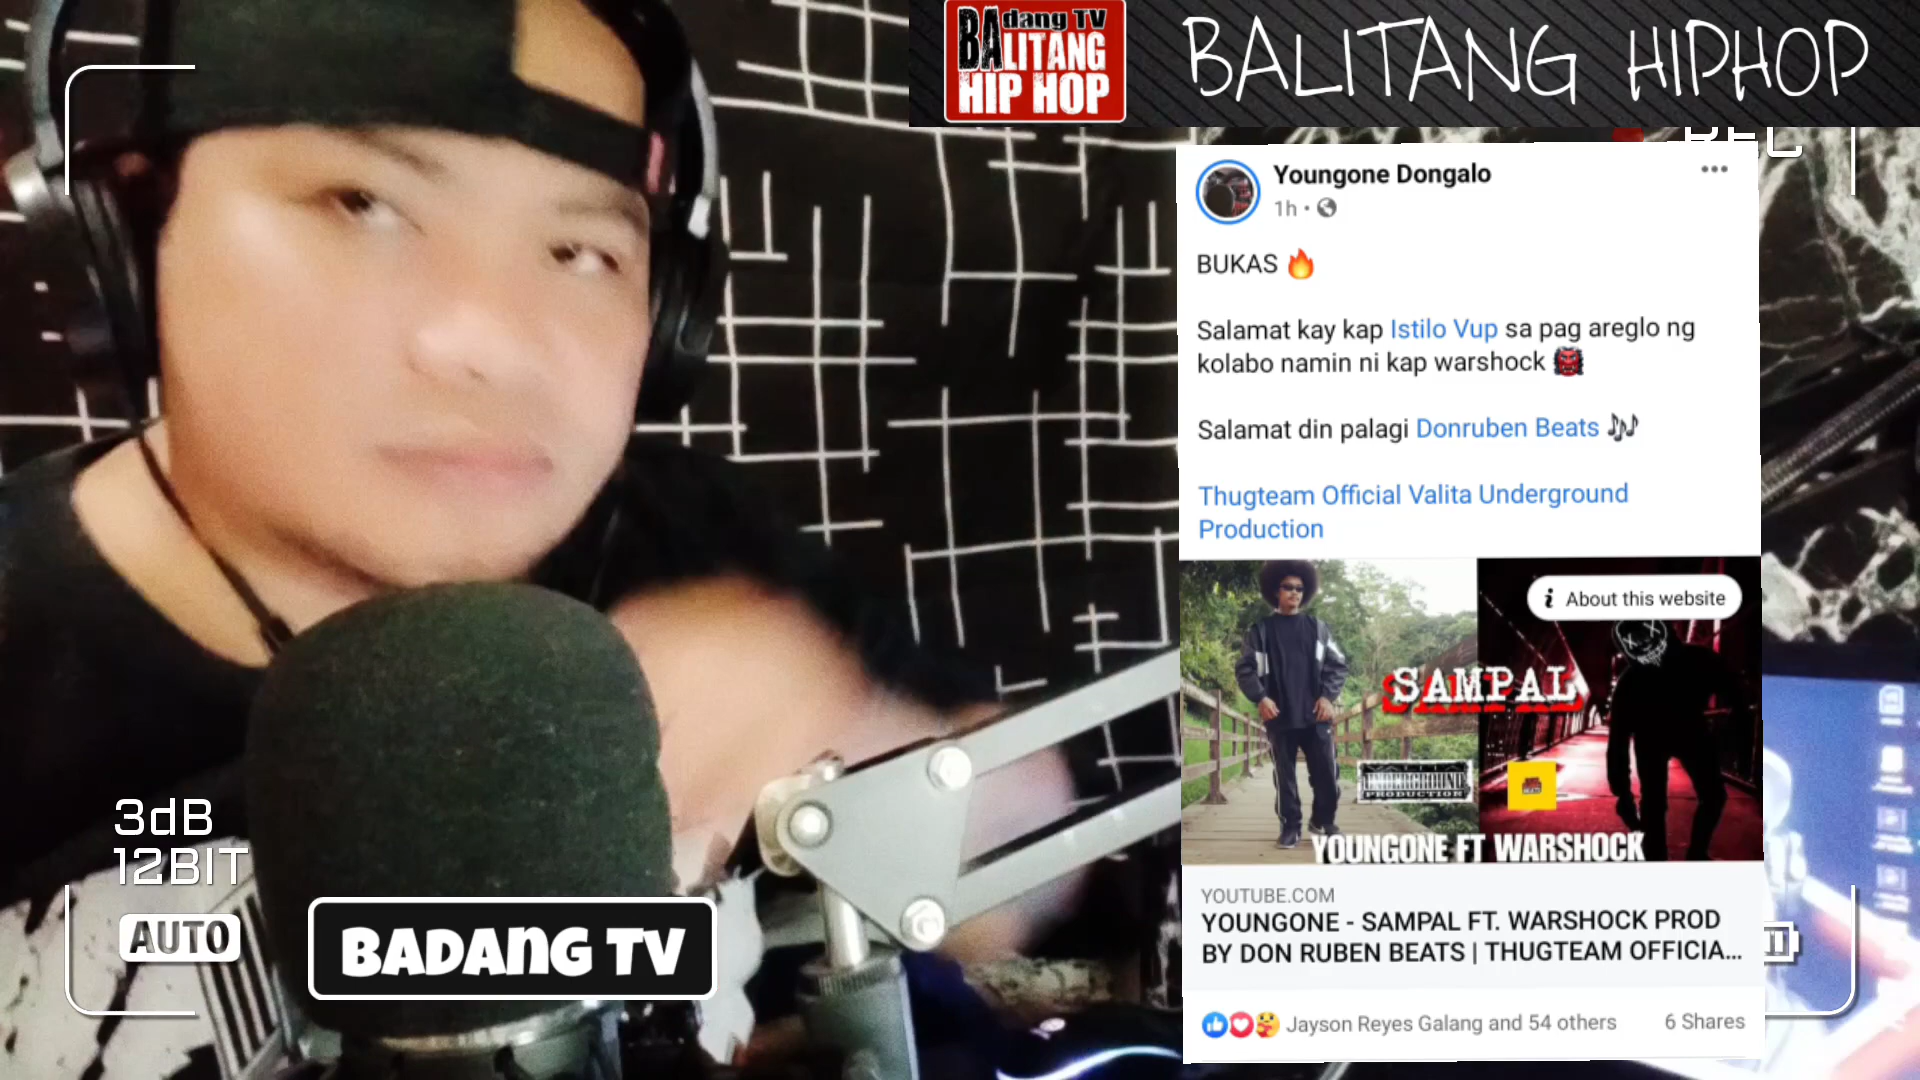 BAdang TV
BALITANG
HIP HOP
BALITANG HIPHOP
REC
Youngone Dongalo
1h
BUKAS 🔥
Salamat kay kap Istilo Vup sa pag areglo ng
kolabo namin ni kap warshock 👹
Salamat din palagi Donruben Beats 🎶
Thugteam Official Valita Underground
Production
About this website
SAMPAL
UNDERGROUND
PRODUCTION
YOUNGONE FT WARSHOCK
YOUTUBE.COM
YOUNGONE - SAMPAL FT. WARSHOCK PROD
BY DON RUBEN BEATS | THUGTEAM OFFICIA...
Jayson Reyes Galang and 54 others 6 Shares
3dB
12BIT
AUTO
BADANG TV